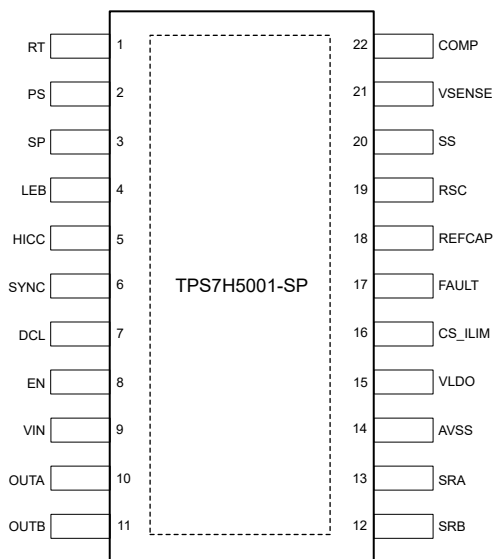 RT 1 22 COMP
PS 2 21 VSENSE
SP 3 20 SS
LEB 4 19 RSC
HICC 5 18 REFCAP
SYNC 6 17 FAULT
TPS7H5001-SP
DCL 7 16 CS_ILIM
EN 8 15 VLDO
VIN 9 14 AVSS
OUTA 10 13 SRA
OUTB 11 12 SRB